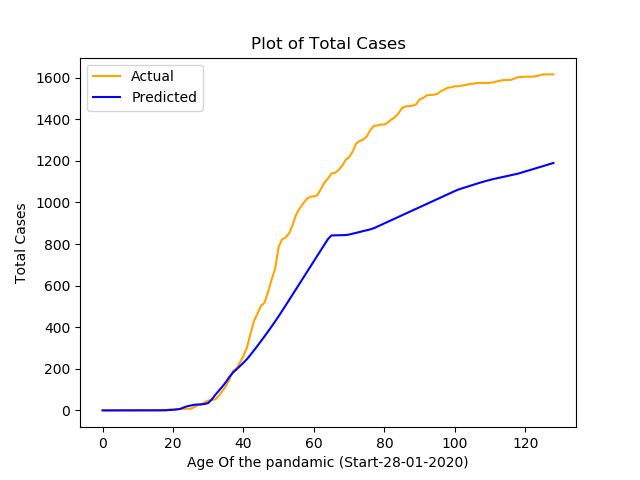 Plot of Total Cases
Actual
Predicted
1600
1400
1200
1000
800
600
400
200
0
Total Cases
0 20 40 60 80 100 120
Age Of the pandamic (Start-28-01-2020)